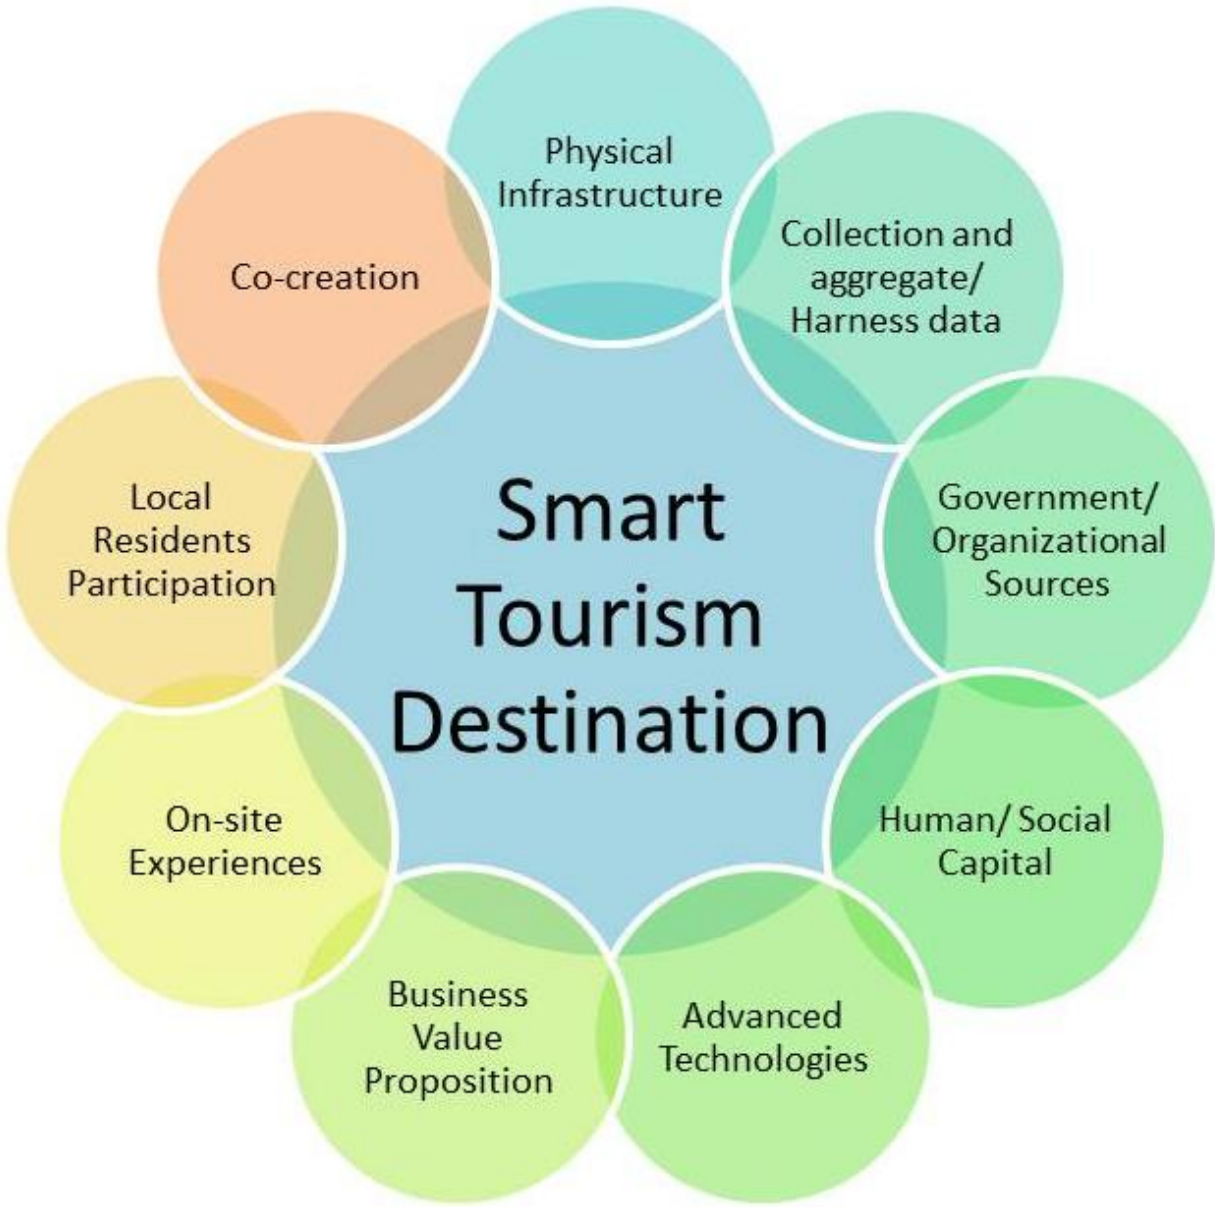 Physical
Infrastructure
Collection and
aggregate/
Harness data
Government/
Organizational
Sources
Human/ Social
Capital
Advanced
Technologies
Business
Value
Proposition
On-site
Experiences
Local
Residents
Participation
Co-creation
Smart
Tourism
Destination